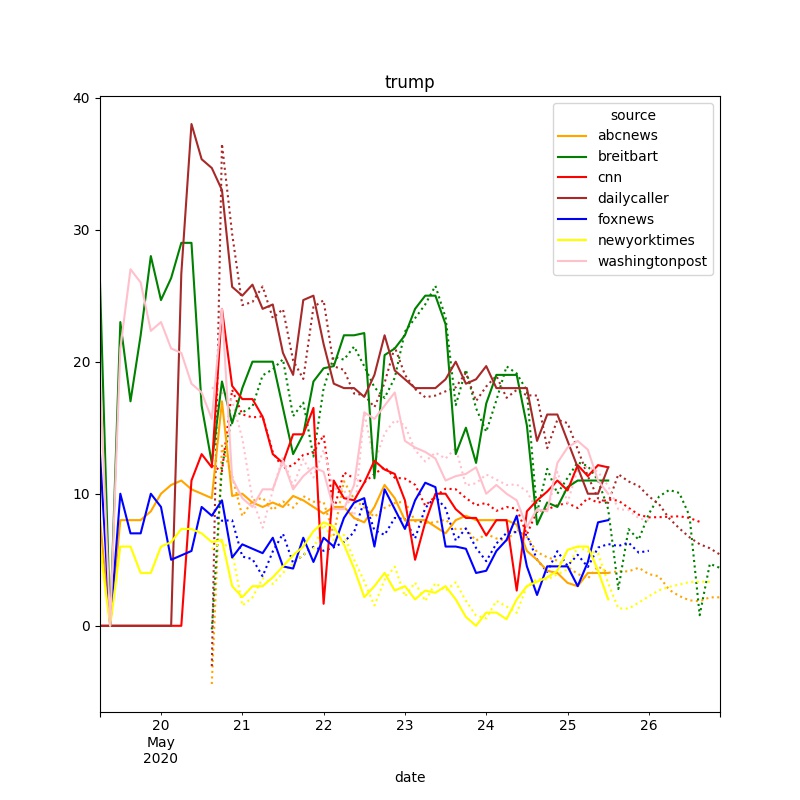 trump
40
30
20
10
0
source
abcnews
breitbart
cnn
dailycaller
foxnews
newyorktimes
washingtonpost
20 21 22 23 24 25 26
May
2020
date